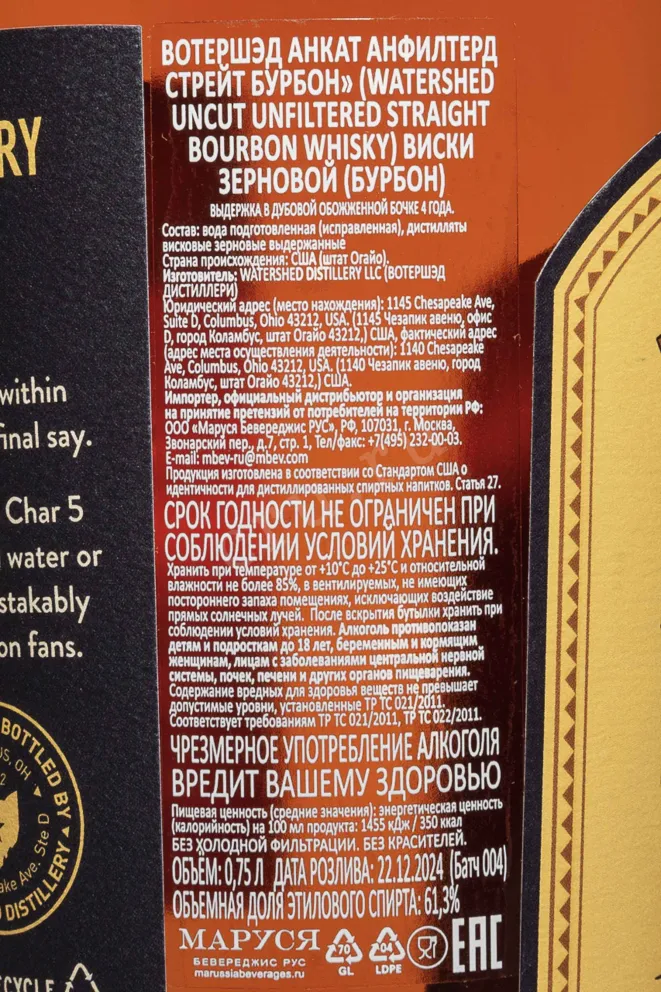 RY
within
final say.
Char 5
water or
stakably
on fans.
BOTTLED BY
US, OH
ake Ave. Ste D
DISTILLERY
ECYCLE
ВОТЕРШЭД АНКАТ АНФИЛТЕРД
СТРЕЙТ БУРБОН» (WATERSHED
UNCUT UNFILTERED STRAIGHT
BOURBON WHISKY) ВИСКИ
ЗЕРНОВОЙ (БУРБОН)
ВЫДЕРЖКА В ДУБОВОЙ ОБОЖЖЕННОЙ БОЧКЕ 4 ГОДА.
Состав: вода подготовленная (исправленная), дистилляты
висковые зерновые выдержанные
Страна происхождения: США (штат Огайо).
Изготовитель: WATERSHED DISTILLERY LLC (ВОТЕРШЭД
ДИСТИЛЛЕРИ)
Юридический адрес (место нахождения): 1145 Chesapeake Ave,
Suite D, Columbus, Ohio 43212, USA. (1145 Чезапик авеню, офис
D, город Коламбус, штат Огайо 43212,) США, фактический адрес
(адрес места осуществления деятельности): 1140 Chesapeake
Ave, Columbus, Ohio 43212, USA. (1140 Чезапик авеню, город
Коламбус, штат Огайо 43212,) США.
Импортер, официальный дистрибьютор и организация
на принятие претензий от потребителей на территории РФ:
ООО «Маруся Бевереджис РУС», РФ, 107031, г. Москва,
Звонарский пер., д.7, стр. 1, Тел/факс: +7(495) 232-00-03.
E-mail: mbev-ru@mbev.com
Продукция изготовлена в соответствии со Стандартом США о
идентичности для дистиллированных спиртных напитков. Статья 27.
СРОК ГОДНОСТИ НЕ ОГРАНИЧЕН ПРИ
СОБЛЮДЕНИИ УСЛОВИЙ ХРАНЕНИЯ.
Хранить при температуре от +10°С до +25°С и относительной
влажности не более 85%, в вентилируемых, не имеющих
постороннего запаха помещениях, исключающих воздействие
прямых солнечных лучей. После вскрытия бутылки хранить при
соблюдении условий хранения. Алкоголь противопоказан
детям и подросткам до 18 лет, беременным и кормящим
женщинам, лицам с заболеваниями центральной нервной
системы, почек, печени и других органов пищеварения.
Содержание вредных для здоровья веществ не превышает
допустимые уровни, установленные ТР ТС 021/2011.
Соответствует требованиям ТР ТС 021/2011, ТР ТС 022/2011.
ЧРЕЗМЕРНОЕ УПОТРЕБЛЕНИЕ АЛКОГОЛЯ
ВРЕДИТ ВАШЕМУ ЗДОРОВЬЮ
Пищевая ценность (средние значения): энергетическая ценность
(калорийность) на 100 мл продукта: 1455 кДж / 350 ккал
БЕЗ ХОЛОДНОЙ ФИЛЬТРАЦИИ. БЕЗ КРАСИТЕЛЕЙ.
ОБЪЁМ: 0,75 Л ДАТА РОЗЛИВА: 22.12.2024 (Батч 004)
ОБЪЕМНАЯ ДОЛЯ ЭТИЛОВОГО СПИРТА: 61,3%
МАРУСЯ
БЕВЕРЕДЖИС РУС
marussiabeverages.ru
70
GL
04
LDPE
EAC